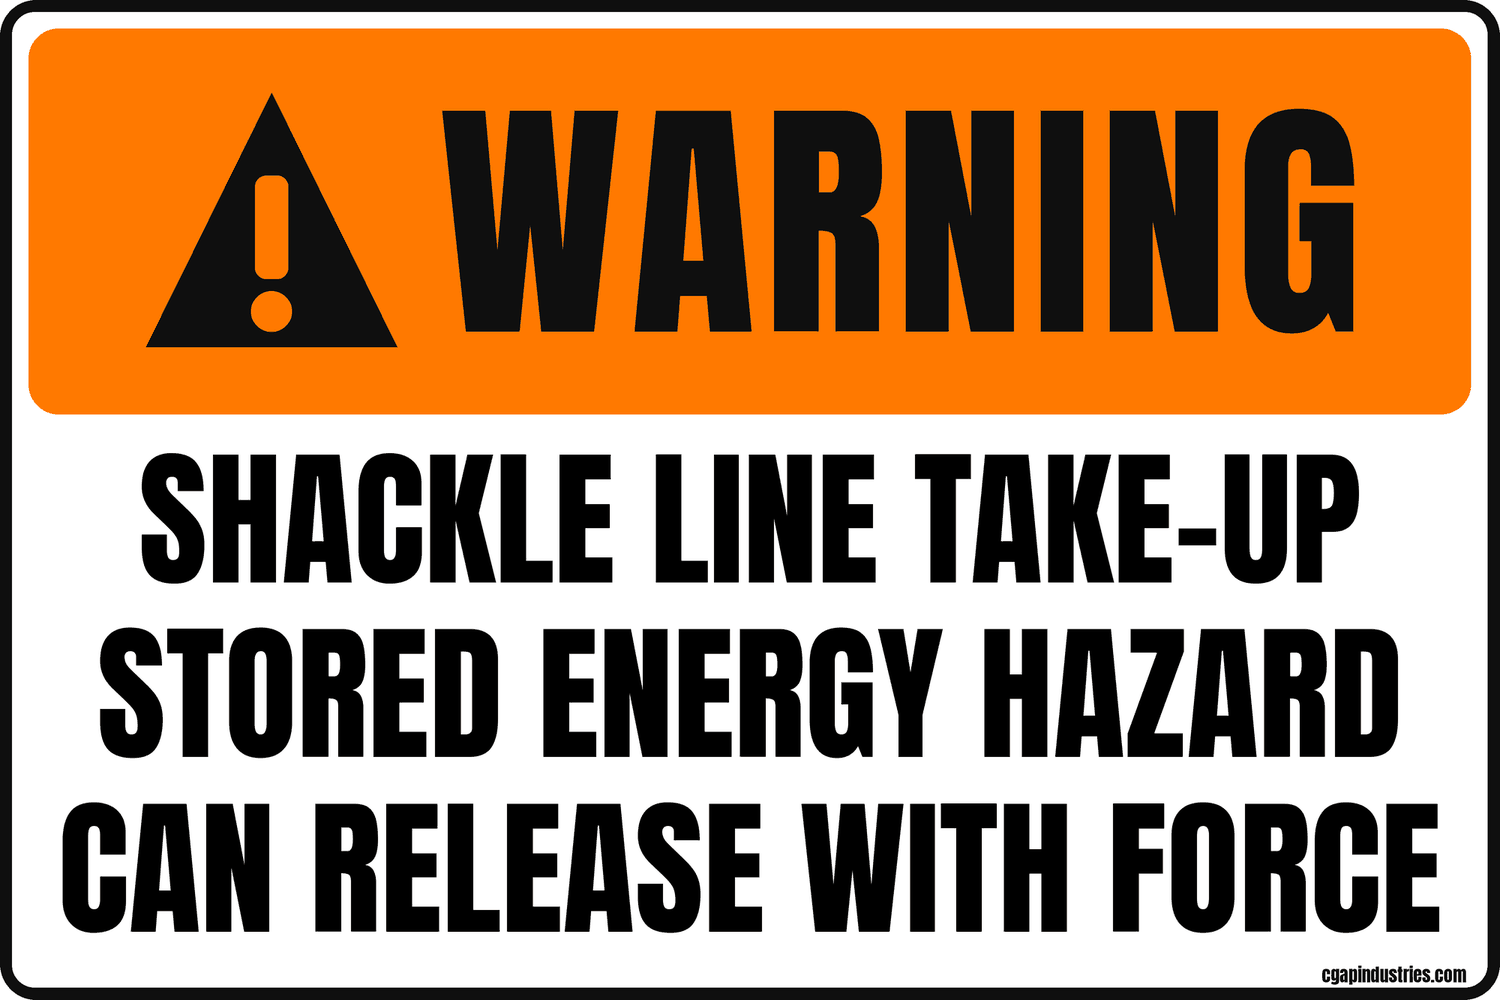 WARNING
SHACKLE LINE TAKE-UP
STORED ENERGY HAZARD
CAN RELEASE WITH FORCE
cgapindustries.com